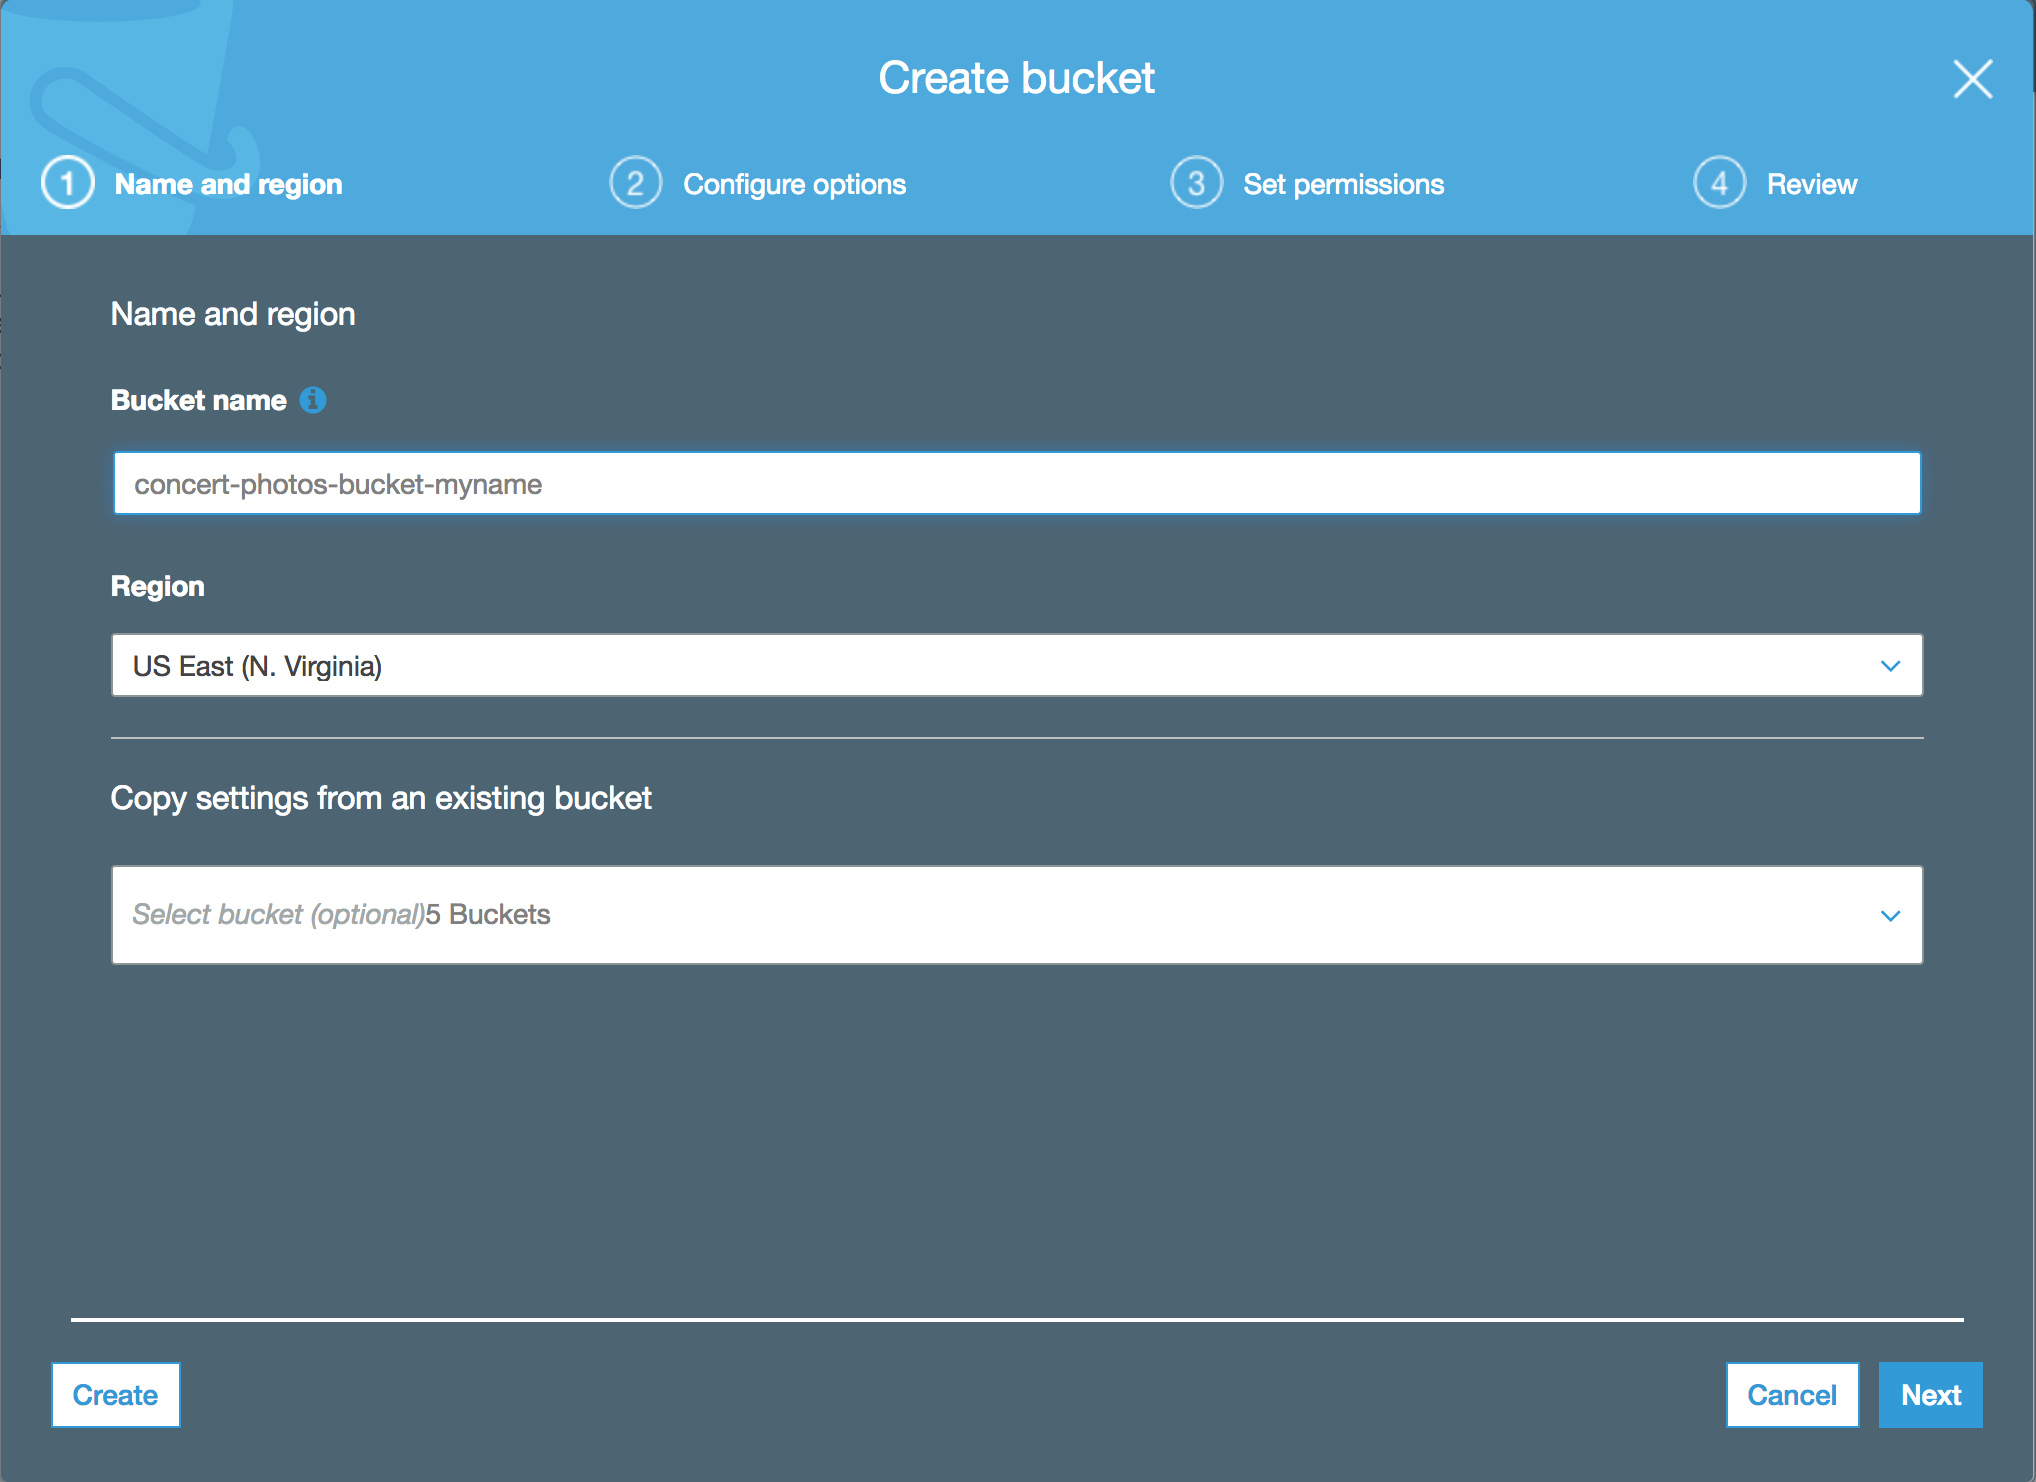 Create bucket
1 Name and region
2 Configure options
3 Set permissions
4 Review
Name and region
Bucket name i
concert-photos-bucket-myname
Region
US East (N. Virginia)
Copy settings from an existing bucket
Select bucket (optional)5 Buckets
Create
Cancel
Next